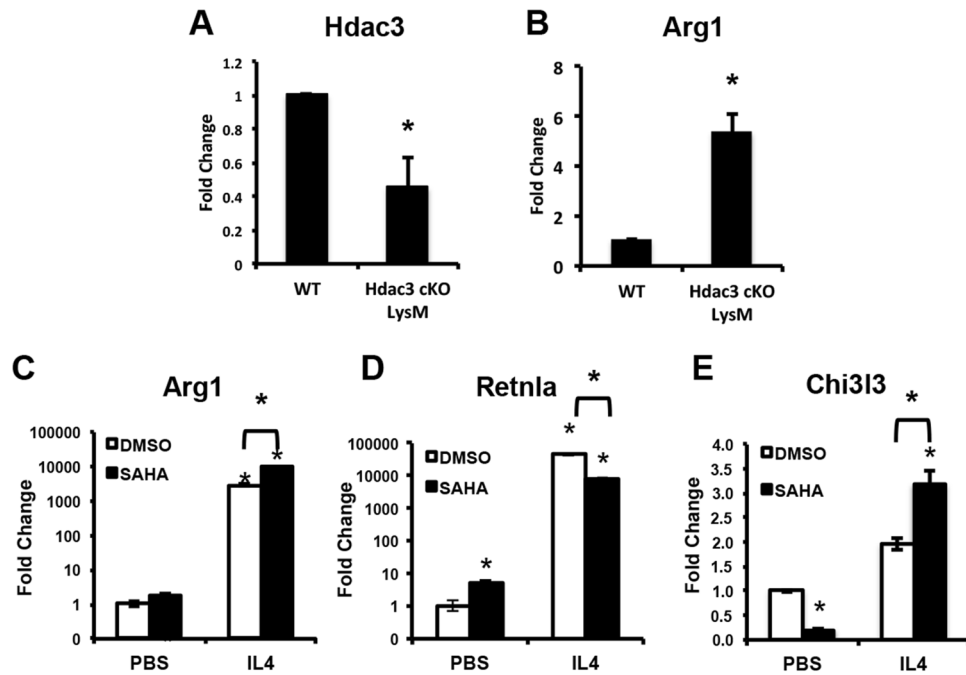 A Hdac3
Fold Change
1.2
1
0.8
0.6
0.4
0.2
0
*
WT Hdac3 cKO
LysM
B Arg1
Fold Change
8
6
4
2
0
*
WT Hdac3 cKO
LysM
C Arg1
Fold Change
100000
10000
1000
100
10
1
0
DMSO
SAHA
*
* *
PBS IL4
D Retnla
Fold Change
100000
10000
1000
100
10
1
0
DMSO
SAHA
*
* *
*
PBS IL4
E Chi3l3
Fold Change
4.0
3.5
3.0
2.5
2.0
1.5
1.0
0.5
0.0
DMSO
SAHA
*
*
*
PBS IL4